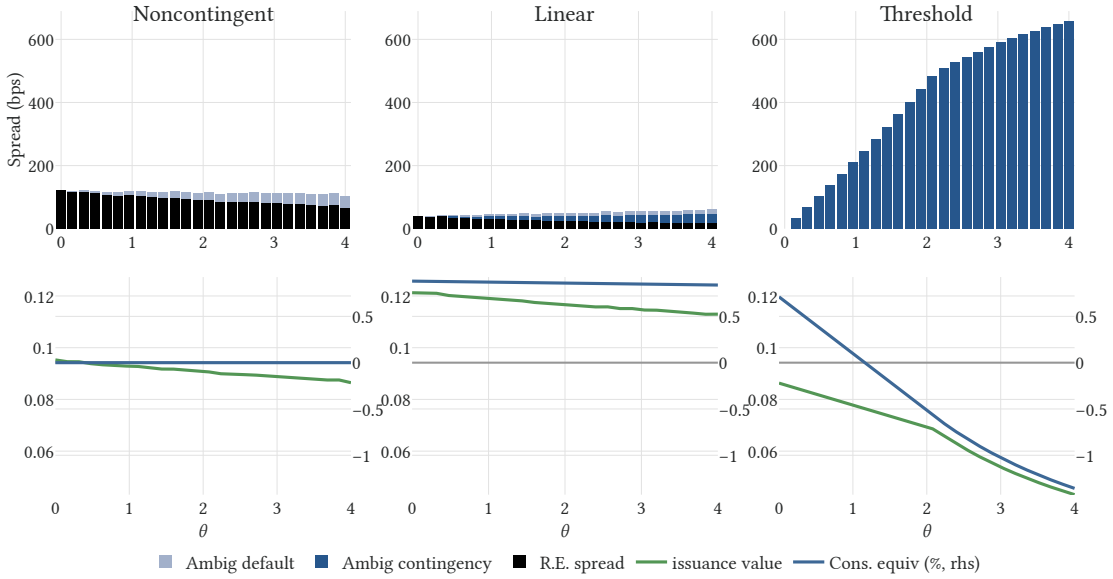 Noncontingent Linear Threshold
Spread (bps)
600 600 600
400 400 400
200 200 200
0 0 0
0 1 2 3 4 0 1 2 3 4 0 1 2 3 4
0.12 0.12 0.12
0.5 0.5 0.5
0.1 0.1 0.1
0 0 0
0.08 0.08 0.08
−0.5 −0.5 −0.5
0.06 0.06 0.06
−1 −1 −1
0 1 2 3 4 0 1 2 3 4 0 1 2 3 4
θ θ θ
Ambig default Ambig contingency R.E. spread issuance value Cons. equiv (%, rhs)